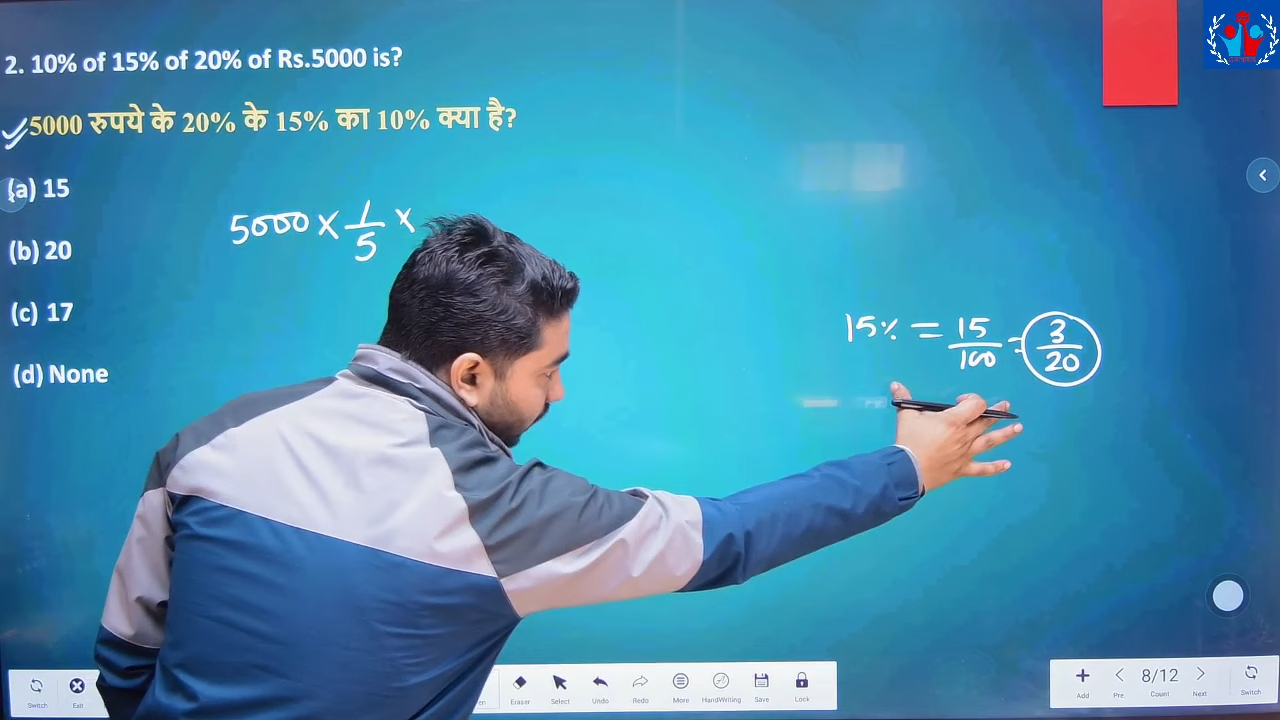 2. 10% of 15% of 20% of Rs.5000 is?
5000 रुपये के 20% के 15% का 10% क्या है?
(a) 15
(b) 20
(c) 17
(d) None
5000 × 1/5 ×
15% = 15/100 = 3/20
Switch
Exit
Eraser
Select
Undo
Redo
More
HandWriting
Save
Lock
Add
Pre
8/12
Count
Next
Switch